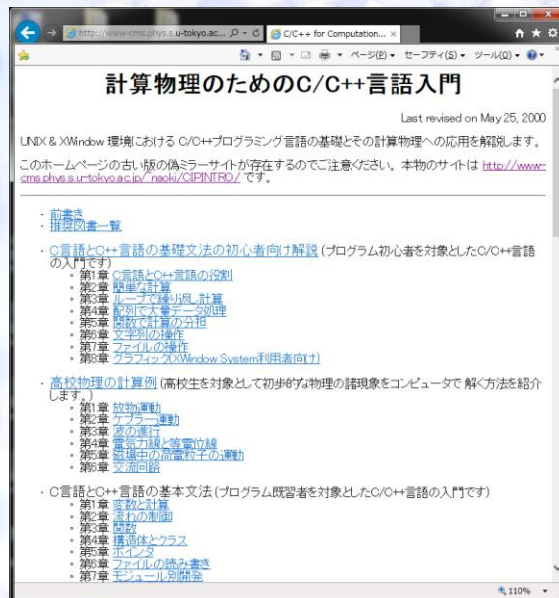 http://www-cms.phys.s.u-tokyo.ac...
C/C++ for Computation...
ページ(P)
セーフティ(S)
ツール(O)
計算物理のためのC/C++言語入門
Last revised on May 25, 2000
UNIX & XWindow 環境における C/C++プログラミング言語の基礎とその計算物理への応用を解説します。
このホームページの古い版の偽ミラーサイトが存在するのでご注意ください。本物のサイトは http://www-
cms.phys.s.u-tokyo.ac.jp/~naoki/CIPINTRO/ です。
・ 前書き
・ 推奨図書一覧
・ C言語とC++言語の基礎文法の初心者向け解説 (プログラム初心者を対象としたC/C++言語
の入門です)
・ 第1章 C言語とC++言語の役割
・ 第2章 簡単な計算
・ 第3章 ループで繰り返し計算
・ 第4章 配列で大量データ処理
・ 第5章 関数で計算の分担
・ 第6章 文字列の操作
・ 第7章 ファイルの操作
・ 第8章 グラフィック(XWindow System利用者向け)
・ 高校物理の計算例 (高校生を対象として初歩的な物理の諸現象をコンピュータで 解く方法を紹介
します。)
・ 第1章 放物運動
・ 第2章 ケプラー運動
・ 第3章 波の進行
・ 第4章 電気力線と等電位線
・ 第5章 磁場中の荷電粒子の運動
・ 第6章 交流回路
・ C言語とC++言語の基本文法 (プログラム既習者を対象としたC/C++言語の入門です)
・ 第1章 変数と計算
・ 第2章 流れの制御
・ 第3章 関数
・ 第4章 構造体とクラス
・ 第5章 ポインタ
・ 第6章 ファイルの読み書き
・ 第7章 モジュール別開発
110%